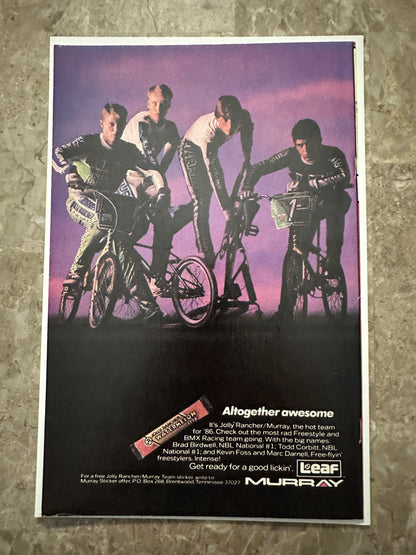 Altogether awesome
It's Jolly Rancher/Murray, the hot team
for '86. Check out the most rad Freestyle and
BMX Racing team going. With the big names:
Brad Birdwell, NBL National #1; Todd Corbitt, NBL
National #1; and Kevin Foss and Marc Darnell, Free-flyin'
freestylers. Intense!
Get ready for a good lickin'.
Leaf
For a free Jolly Rancher/Murray Team sticker write to:
Murray Sticker offer, P.O. Box 268, Brentwood, Tennessee 37027
MURRAY
JOLLY RANCHER
WATERMELON